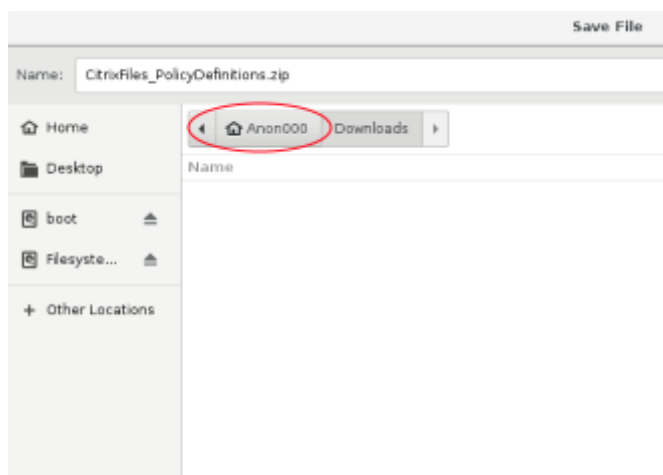 Save File
Name: CitrixFiles_PolicyDefinitions.zip
Home
Anon000 Downloads
Desktop
Name
boot
Filesyste...
+ Other Locations